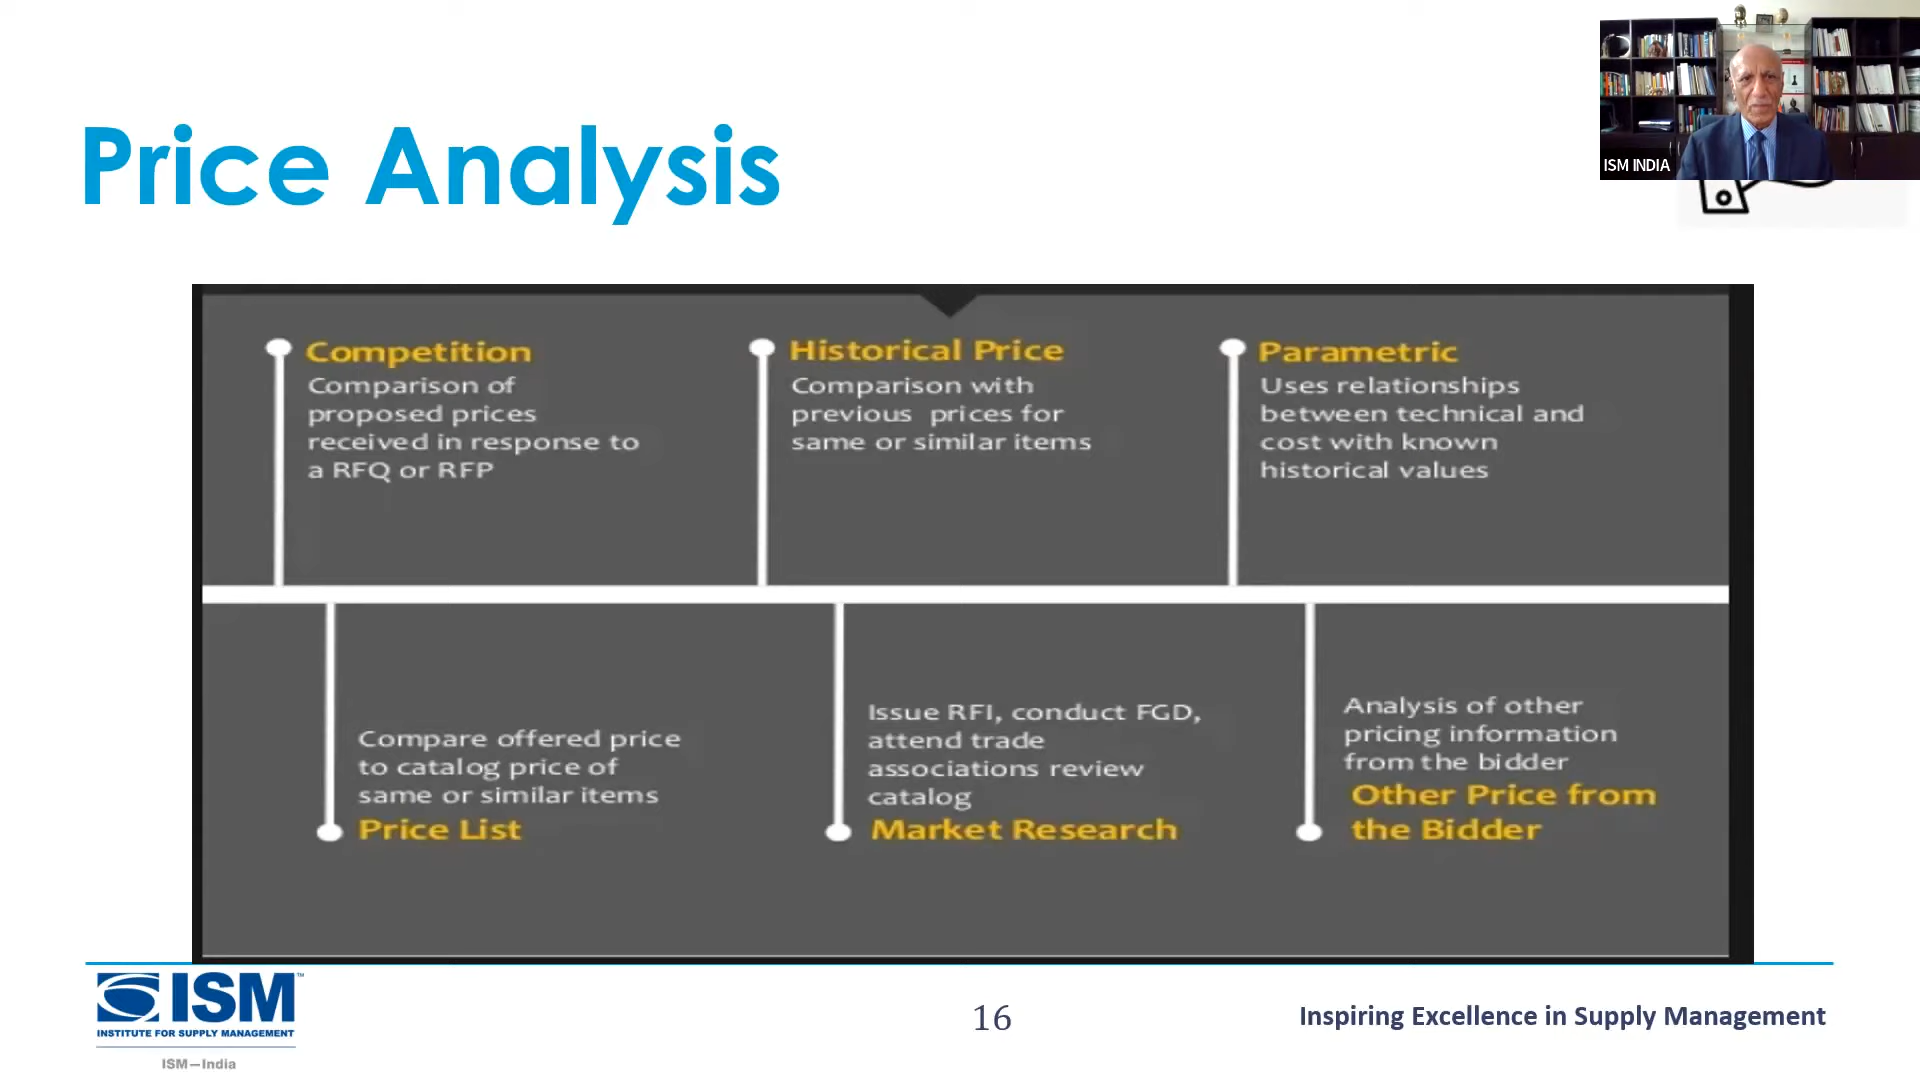 Price Analysis
ISM INDIA
Competition
Comparison of
proposed prices
received in response to
a RFQ or RFP
Historical Price
Comparison with
previous prices for
same or similar items
Parametric
Uses relationships
between technical and
cost with known
historical values
Compare offered price
to catalog price of
same or similar items
Price List
Issue RFI, conduct FGD,
attend trade
associations review
catalog
Market Research
Analysis of other
pricing information
from the bidder
Other Price from
the Bidder
ISM™
INSTITUTE FOR SUPPLY MANAGEMENT
ISM—India
16
Inspiring Excellence in Supply Management